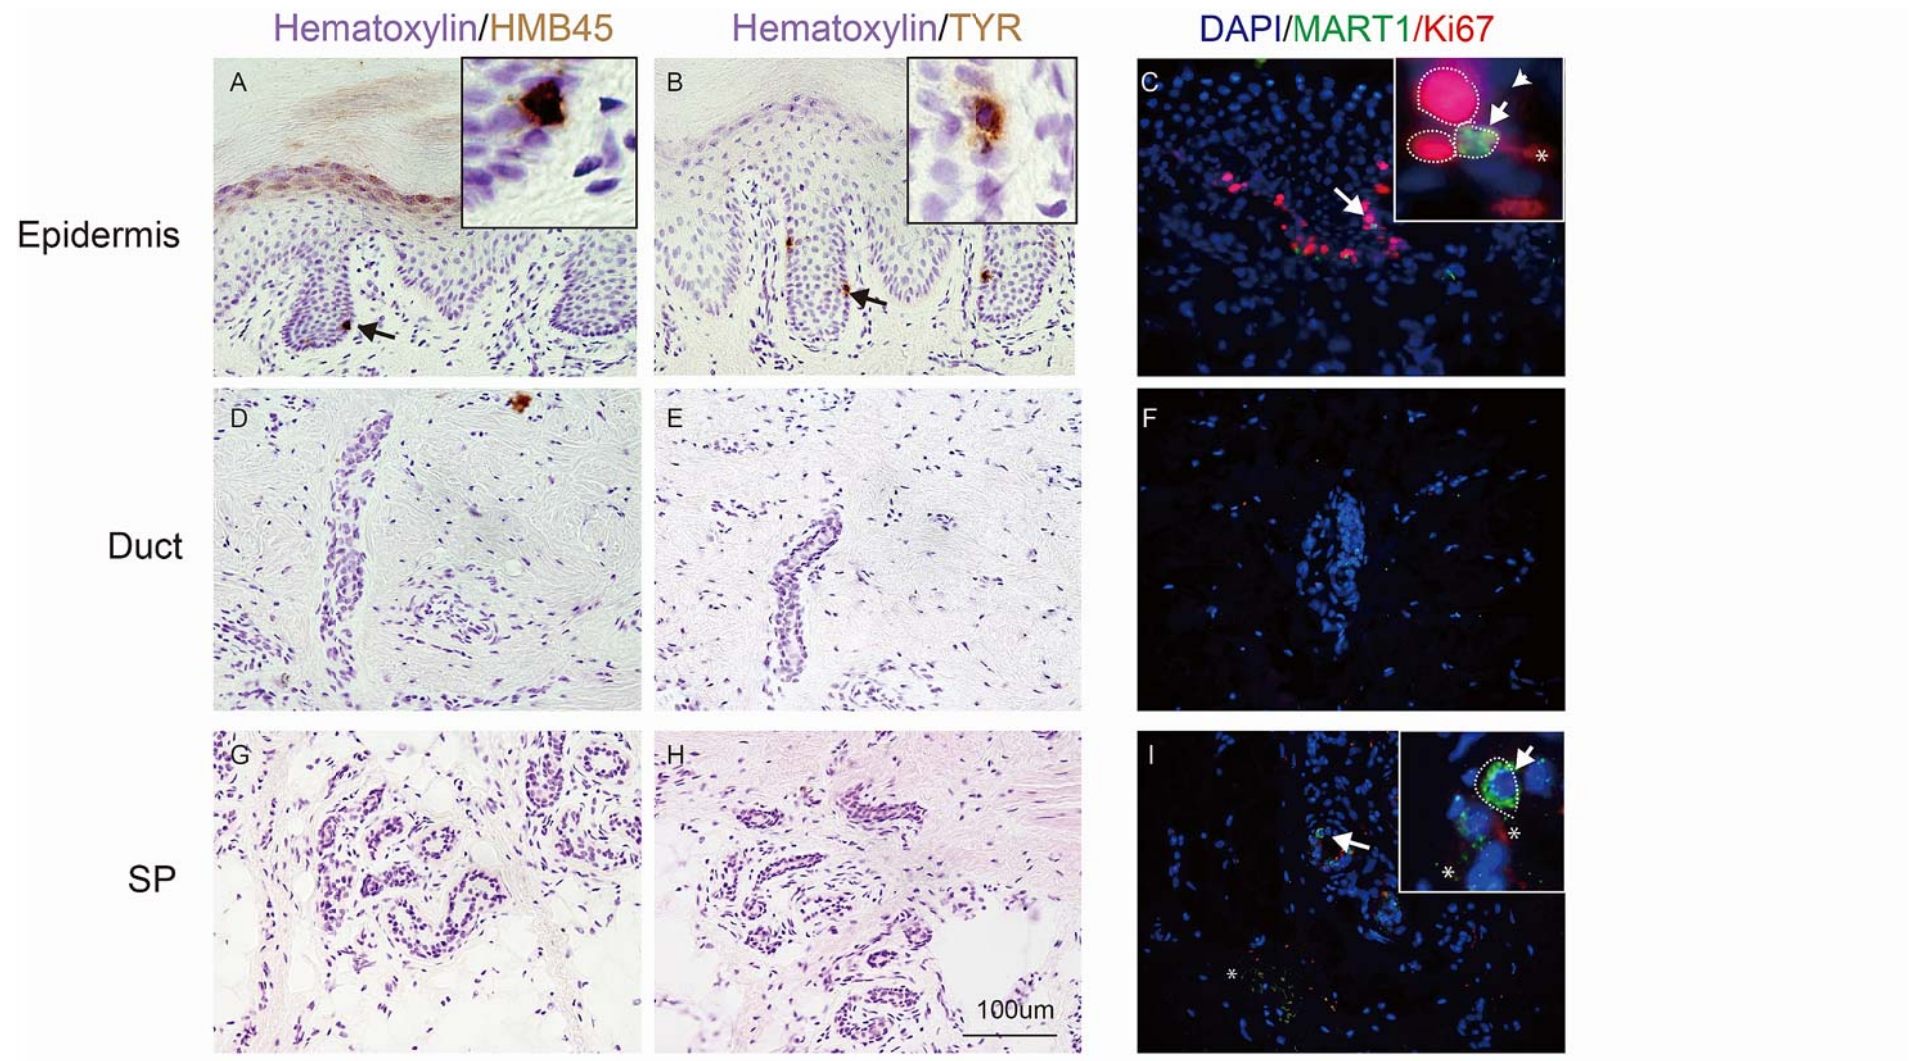 Hematoxylin/HMB45 Hematoxylin/TYR DAPI/MART1/Ki67
A B C
*
Epidermis
D E F
Duct
G H I
*
*
SP
*
100um